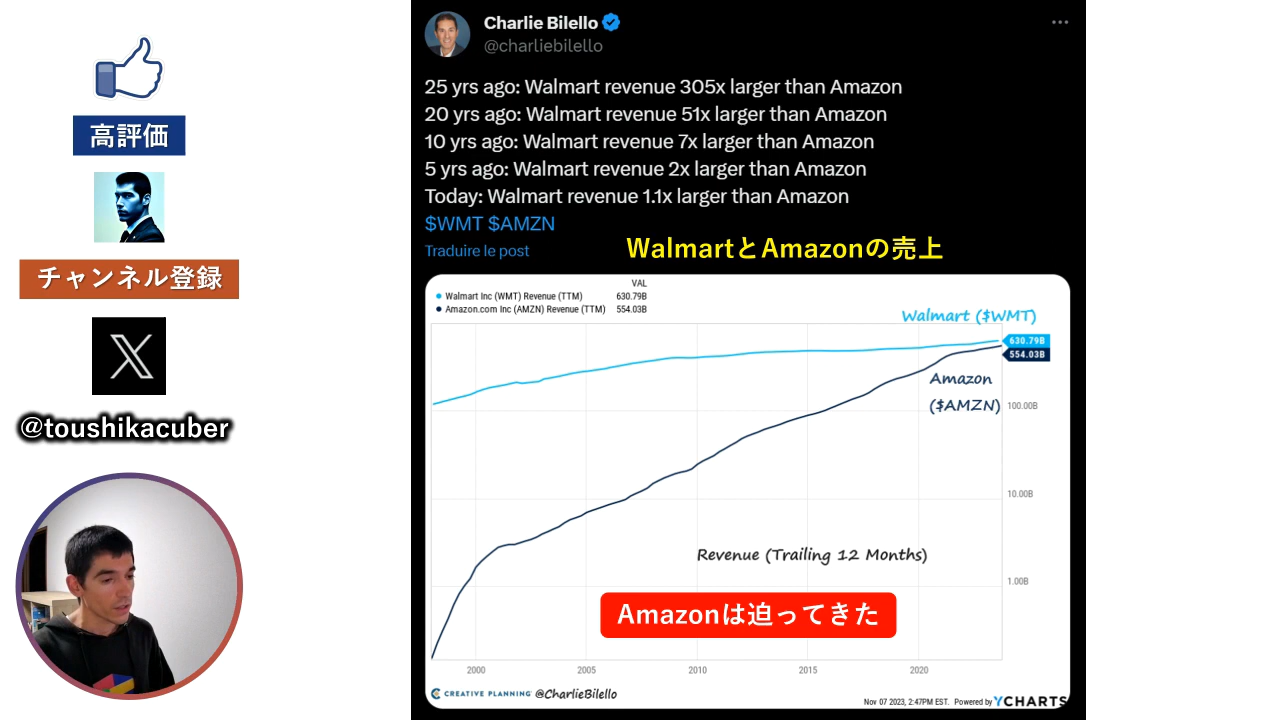 高評価
チャンネル登録
@toushikacuber
Charlie Bilello
@charliebilello
25 yrs ago: Walmart revenue 305x larger than Amazon
20 yrs ago: Walmart revenue 51x larger than Amazon
10 yrs ago: Walmart revenue 7x larger than Amazon
5 yrs ago: Walmart revenue 2x larger than Amazon
Today: Walmart revenue 1.1x larger than Amazon
$WMT $AMZN
Traduire le post
WalmartとAmazonの売上
VAL
Walmart Inc (WMT) Revenue (TTM) 630.79B
Amazon.com Inc (AMZN) Revenue (TTM) 554.03B
Walmart ($WMT)
630.79B
554.03B
Amazon
($AMZN)
100.00B
10.00B
Revenue (Trailing 12 Months)
1.00B
Amazonは迫ってきた
2000 2005 2010 2015 2020
CREATIVE PLANNING @CharlieBilello
Nov 07 2023, 2:47PM EST. Powered by YCHARTS